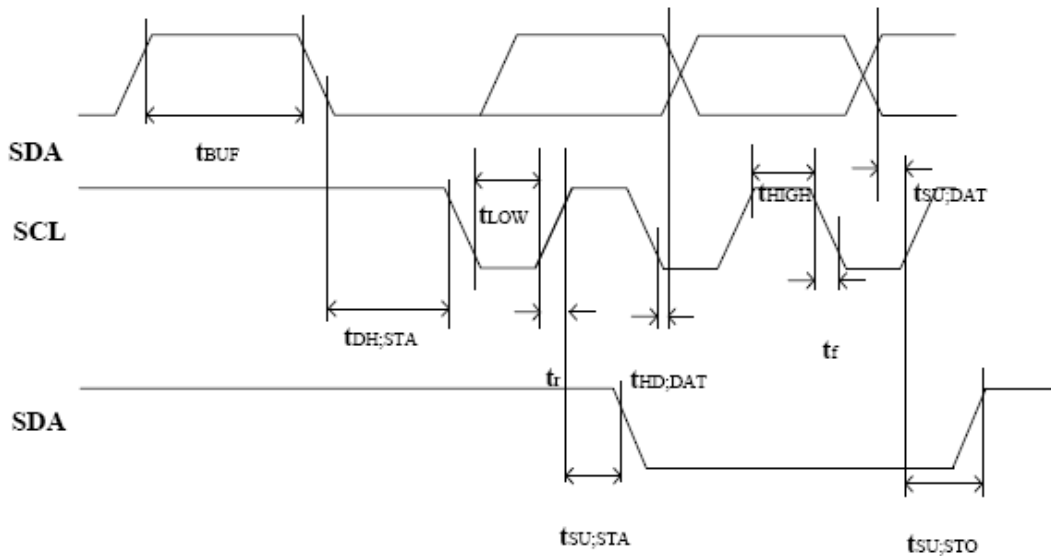 SDA
tBUF
SCL
tLOW
tHIGH
tSU;DAT
tDH;STA
tr
tHD;DAT
tf
SDA
tSU;STA
tSU;STO